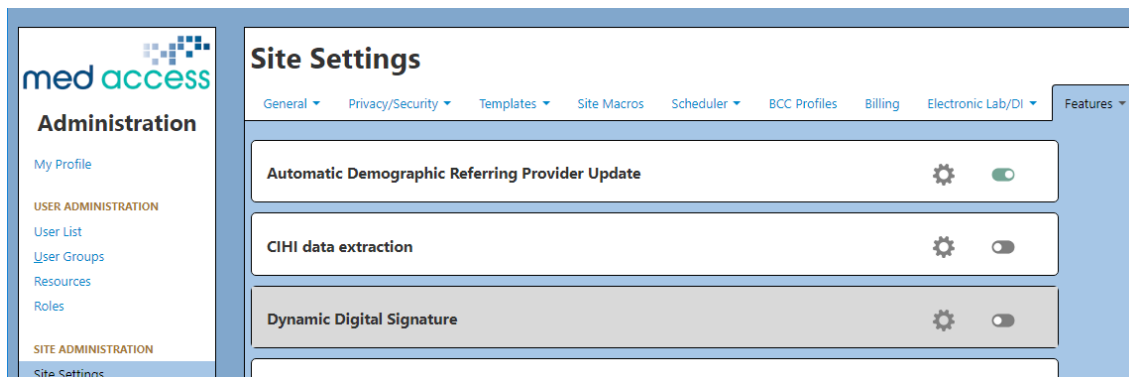 med access
Administration
My Profile
USER ADMINISTRATION
User List
User Groups
Resources
Roles
SITE ADMINISTRATION
Site Settings
Site Settings
General Privacy/Security Templates Site Macros Scheduler BCC Profiles Billing Electronic Lab/DI Features
Automatic Demographic Referring Provider Update
CIHI data extraction
Dynamic Digital Signature